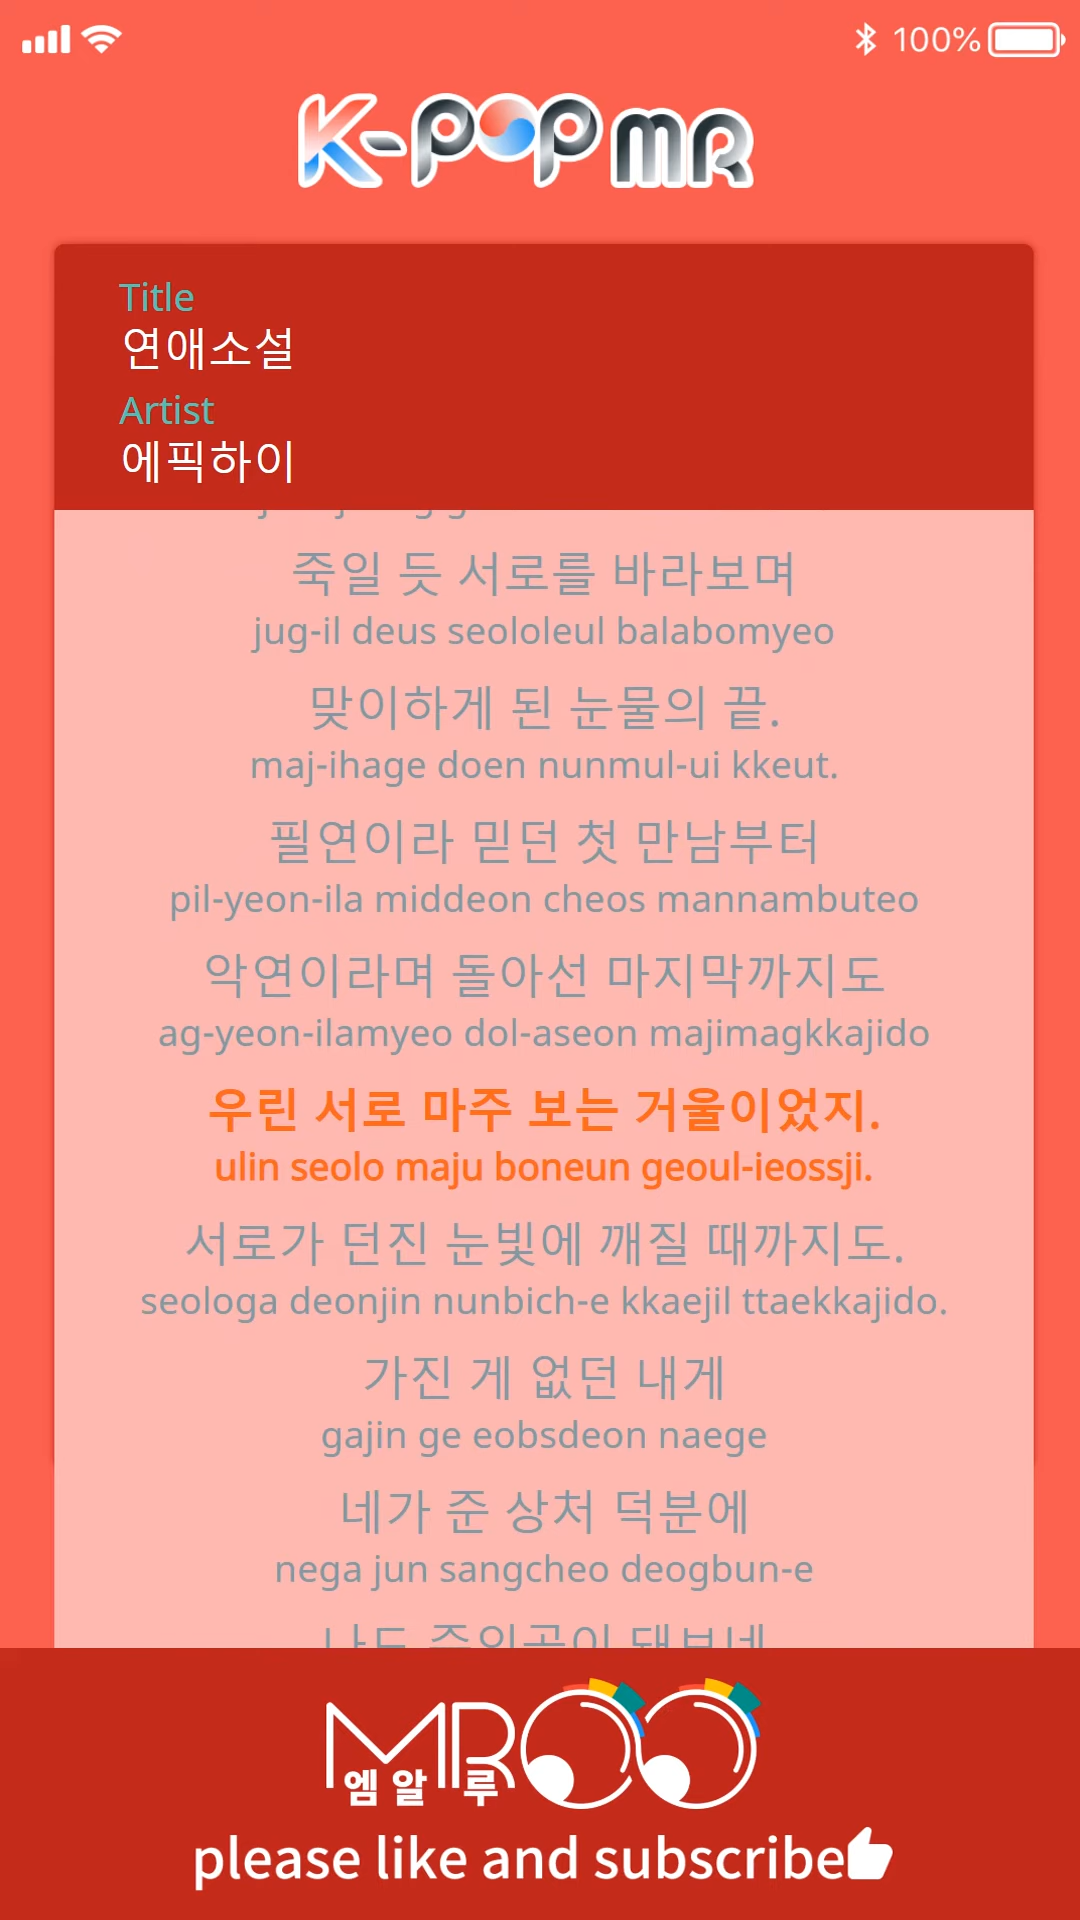 100%
K-POP MR
Title
연애소설
Artist
에픽하이
죽일 듯 서로를 바라보며
jug-il deus seololeul balabomyeo
맞이하게 된 눈물의 끝.
maj-ihage doen nunmul-ui kkeut.
필연이라 믿던 첫 만남부터
pil-yeon-ila middeon cheos mannambuteo
악연이라며 돌아선 마지막까지도
ag-yeon-ilamyeo dol-aseon majimagkkajido
우린 서로 마주 보는 거울이었지.
ulin seolo maju boneun geoul-ieossji.
서로가 던진 눈빛에 깨질 때까지도.
seologa deonjin nunbich-e kkaejil ttaekkajido.
가진 게 없던 내게
gajin ge eobsdeon naege
네가 준 상처 덕분에
nega jun sangcheo deogbun-e
MROO
엠알루
please like and subscribe